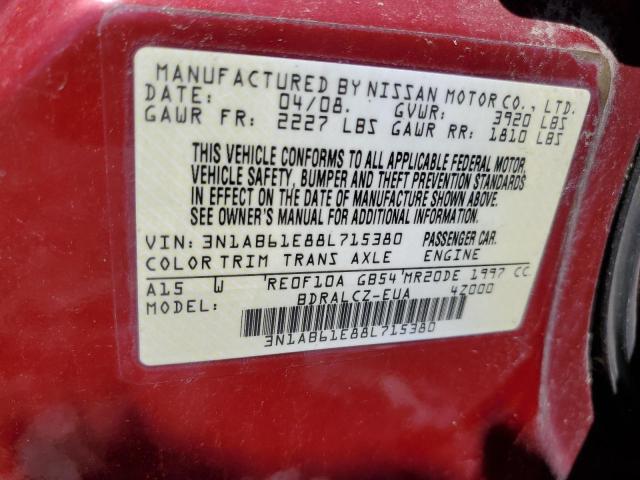 MANUFACTURED BY NISSAN MOTOR CO., LTD.
DATE: 04/08. GVWR: 3920 LBS
GAWR FR: 2227 LBS GAWR RR: 1810 LBS
THIS VEHICLE CONFORMS TO ALL APPLICABLE FEDERAL MOTOR
VEHICLE SAFETY, BUMPER AND THEFT PREVENTION STANDARDS
IN EFFECT ON THE DATE OF MANUFACTURE SHOWN ABOVE.
SEE OWNER'S MANUAL FOR ADDITIONAL INFORMATION.
VIN: 3N1AB61E88L715380 PASSENGER CAR.
COLOR TRIM TRANS AXLE ENGINE
A15 W RE0F10A GB54 MR20DE 1997 CC
MODEL: BDRALCZ-EUA 4Z000
3N1AB61E88L715380